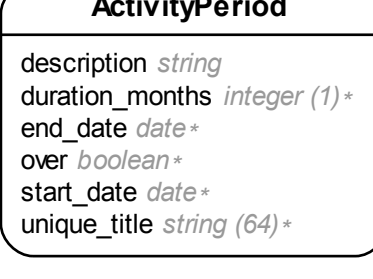 ActivityPeriod
description string
duration_months integer (1) *
end_date date *
over boolean *
start_date date *
unique_title string (64) *